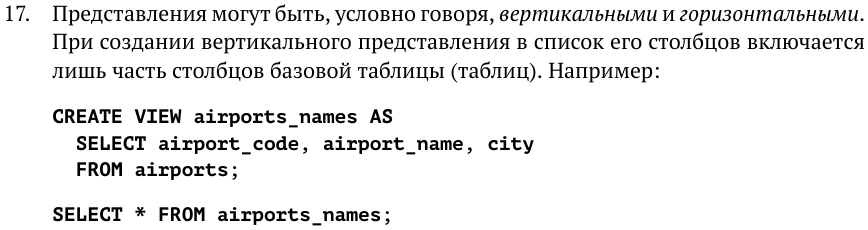 17. Представления могут быть, условно говоря, вертикальными и горизонтальными.
При создании вертикального представления в список его столбцов включается
лишь часть столбцов базовой таблицы (таблиц). Например:
CREATE VIEW airports_names AS
SELECT airport_code, airport_name, city
FROM airports;
SELECT * FROM airports_names;